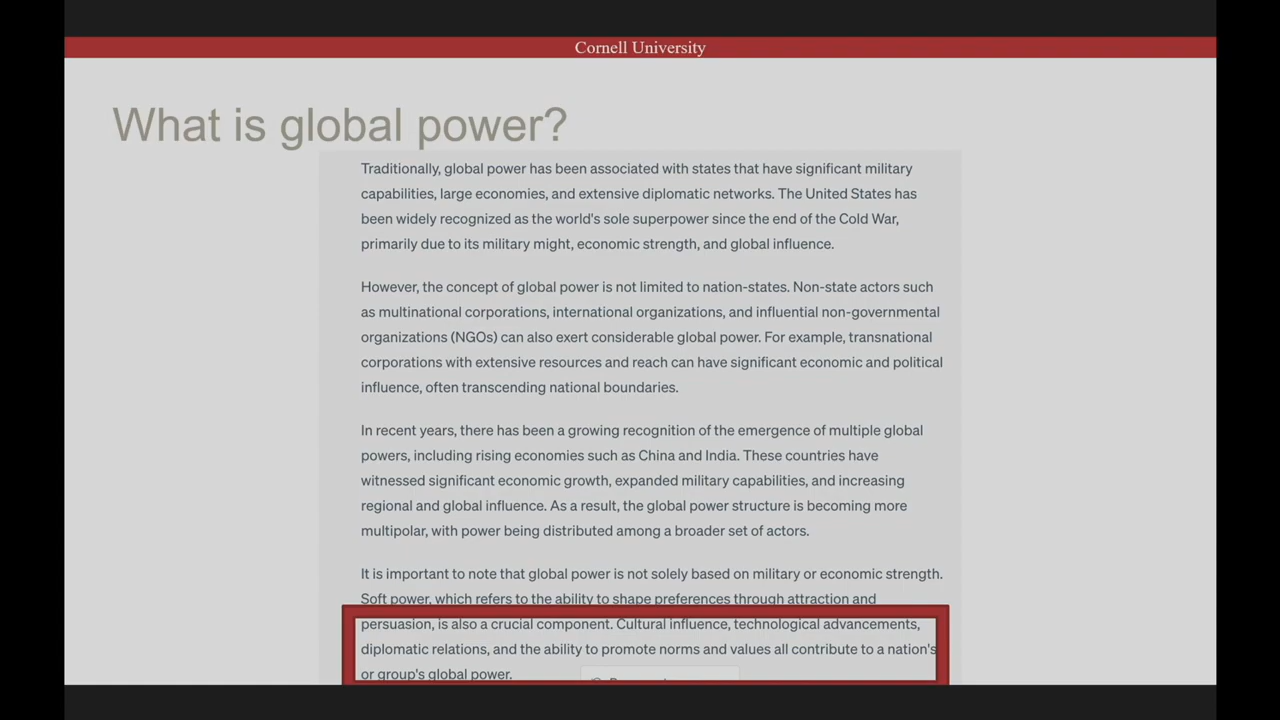 Cornell University
What is global power?
Traditionally, global power has been associated with states that have significant military
capabilities, large economies, and extensive diplomatic networks. The United States has
been widely recognized as the world's sole superpower since the end of the Cold War,
primarily due to its military might, economic strength, and global influence.
However, the concept of global power is not limited to nation-states. Non-state actors such
as multinational corporations, international organizations, and influential non-governmental
organizations (NGOs) can also exert considerable global power. For example, transnational
corporations with extensive resources and reach can have significant economic and political
influence, often transcending national boundaries.
In recent years, there has been a growing recognition of the emergence of multiple global
powers, including rising economies such as China and India. These countries have
witnessed significant economic growth, expanded military capabilities, and increasing
regional and global influence. As a result, the global power structure is becoming more
multipolar, with power being distributed among a broader set of actors.
It is important to note that global power is not solely based on military or economic strength.
Soft power, which refers to the ability to shape preferences through attraction and
persuasion, is also a crucial component. Cultural influence, technological advancements,
diplomatic relations, and the ability to promote norms and values all contribute to a nation's
or group's global power.